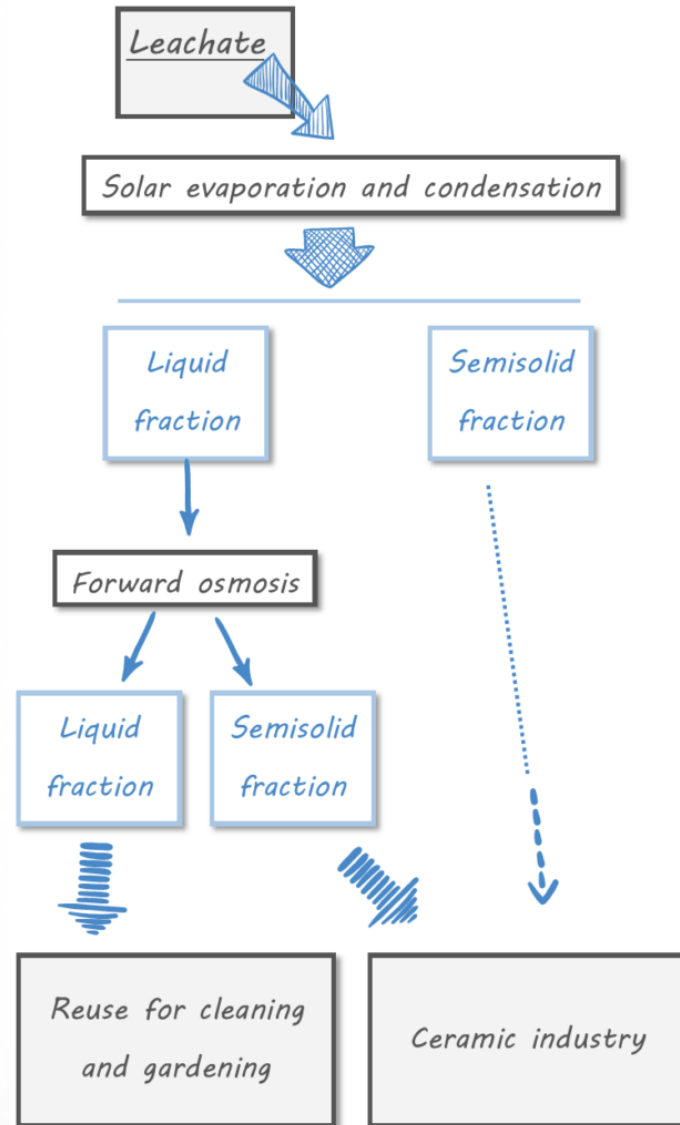 Leachate
Solar evaporation and condensation
Liquid
fraction
Semisolid
fraction
Forward osmosis
Liquid
fraction
Semisolid
fraction
Reuse for cleaning
and gardening
Ceramic industry